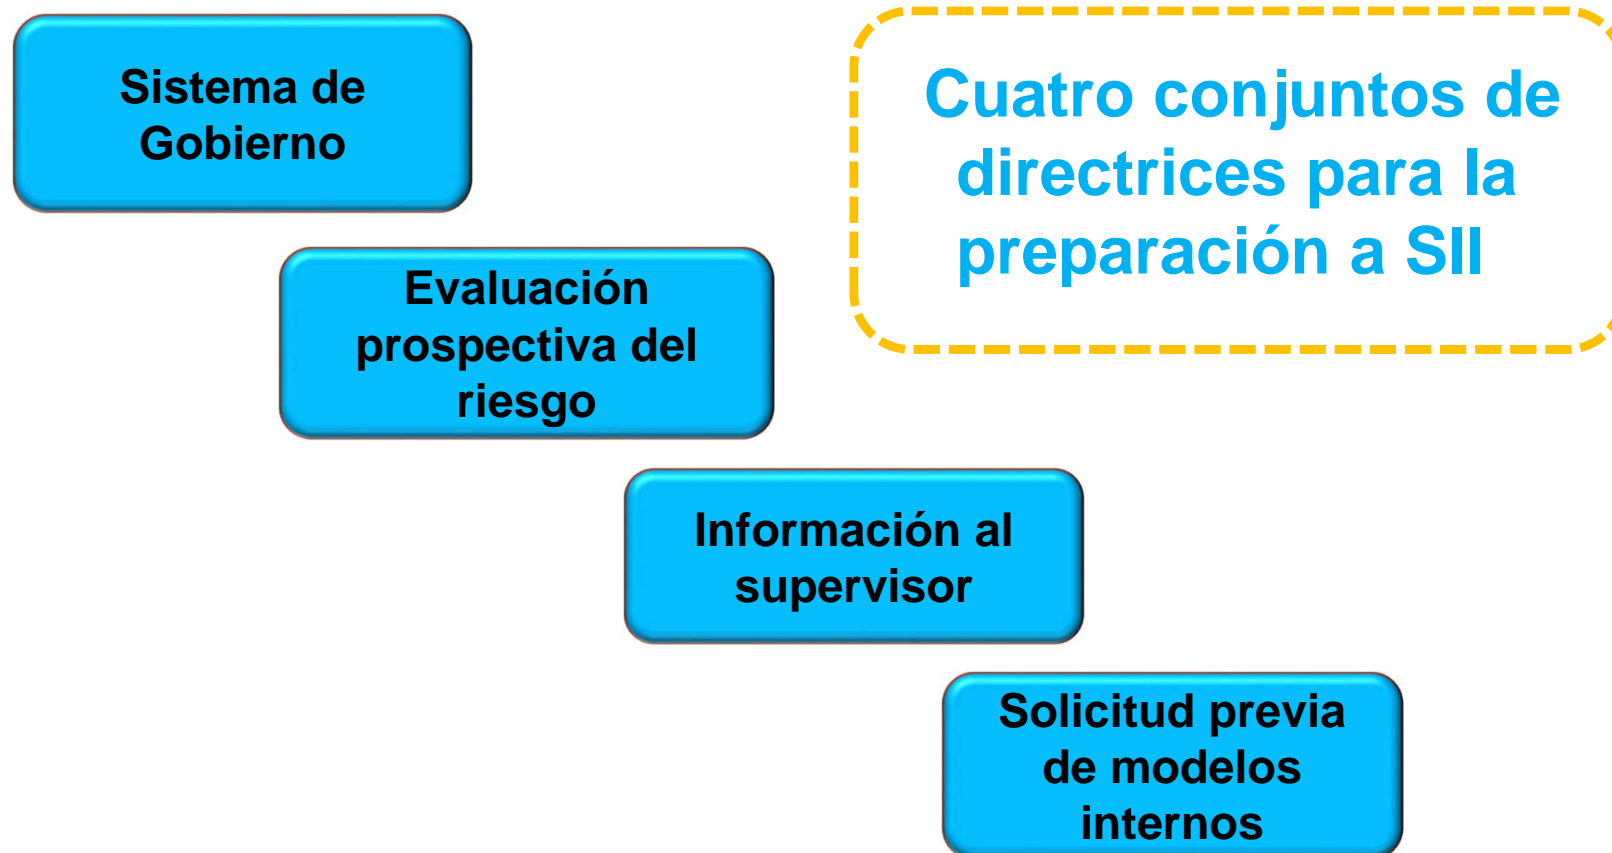 Sistema de
Gobierno
Cuatro conjuntos de
directrices para la
preparación a SII
Evaluación
prospectiva del
riesgo
Información al
supervisor
Solicitud previa
de modelos
internos